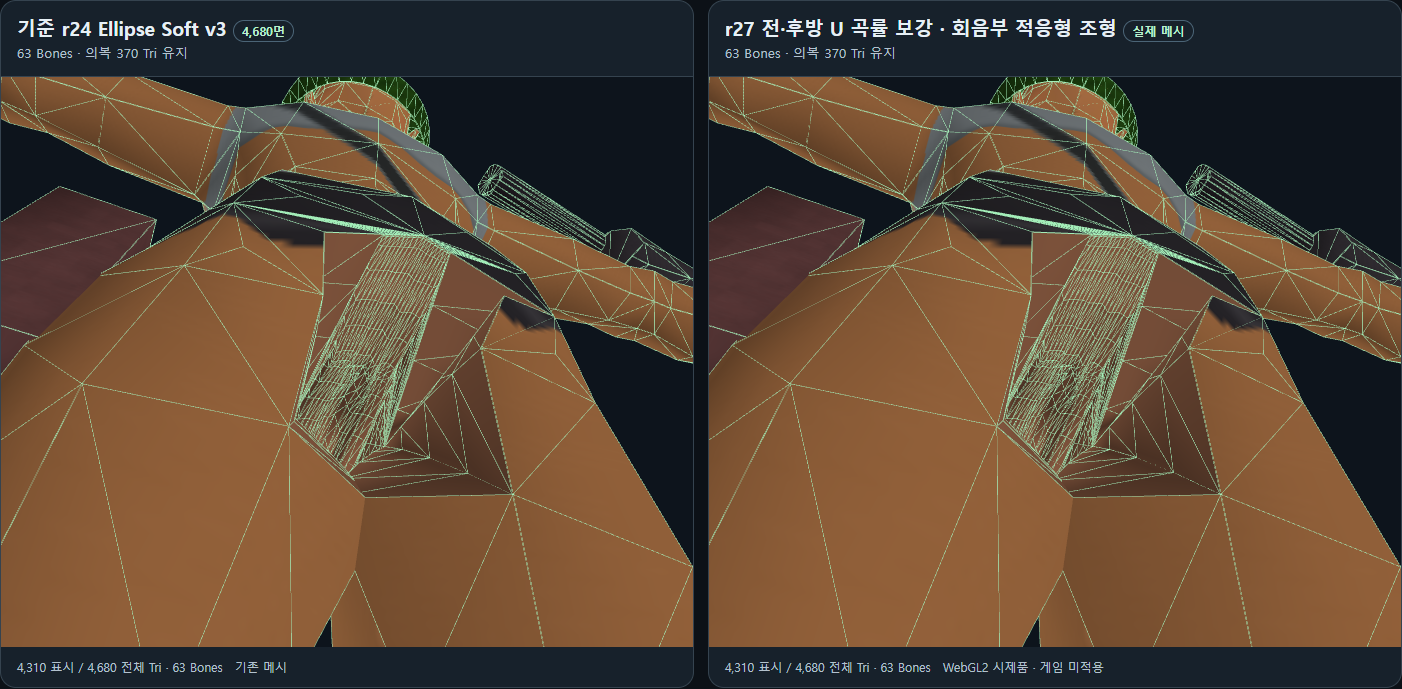 기준 r24 Ellipse Soft v3 4,680면
63 Bones · 의복 370 Tri 유지
4,310 표시 / 4,680 전체 Tri · 63 Bones 기존 메시
r27 전·후방 U 곡률 보강 · 회음부 적응형 조형 실제 메시
63 Bones · 의복 370 Tri 유지
4,310 표시 / 4,680 전체 Tri · 63 Bones WebGL2 시제품 · 게임 미적용